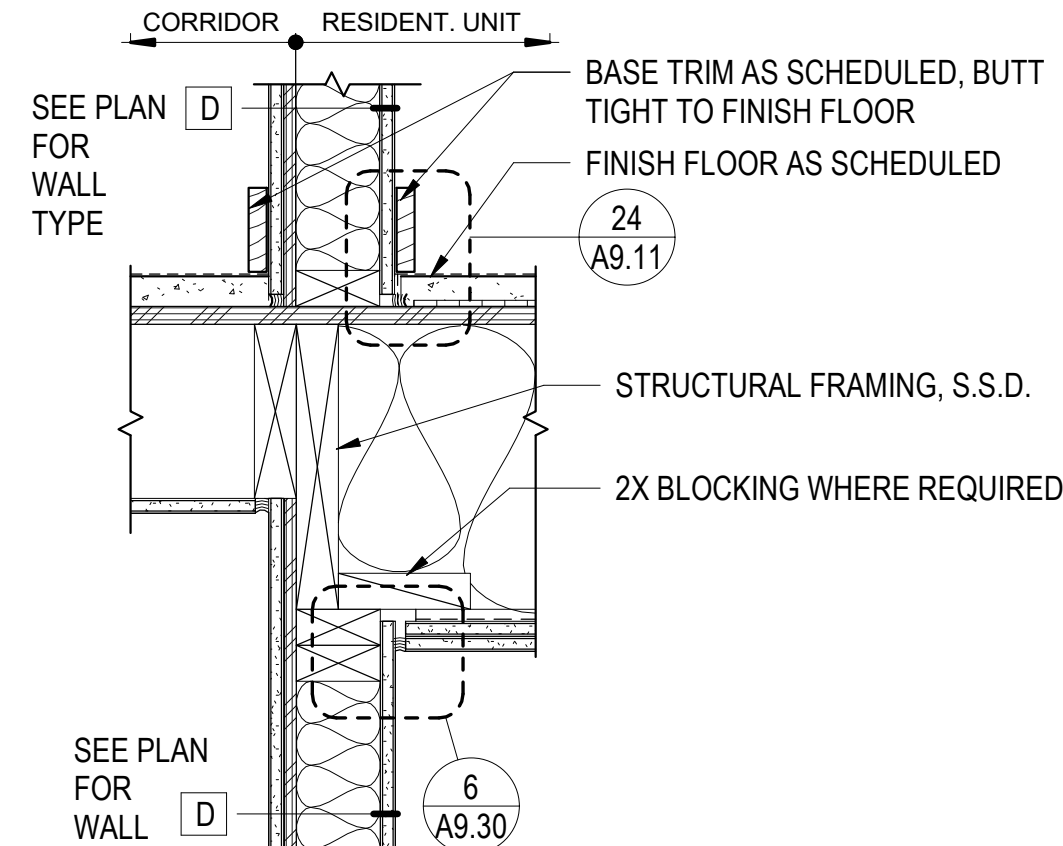 CORRIDOR
RESIDENT. UNIT
SEE PLAN
FOR
WALL
TYPE
D
BASE TRIM AS SCHEDULED, BUTT
TIGHT TO FINISH FLOOR
FINISH FLOOR AS SCHEDULED
24
A9.11
STRUCTURAL FRAMING, S.S.D.
2X BLOCKING WHERE REQUIRED
SEE PLAN
FOR
WALL
D
6
A9.30